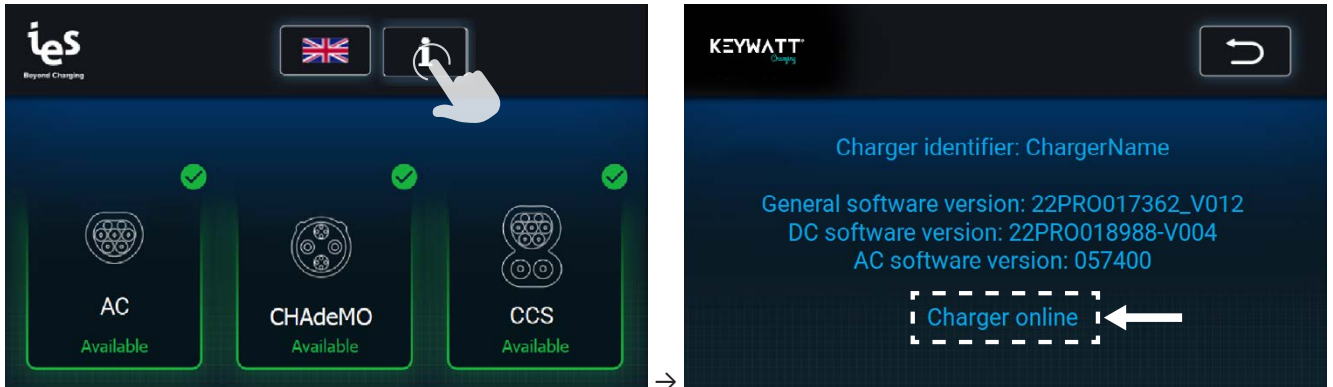 ies
Beyond Charging
i
AC
Available
CHAdeMO
Available
CCS
Available
→
KEYWATT
Charging
Charger identifier: ChargerName
General software version: 22PRO017362_V012
DC software version: 22PRO018988-V004
AC software version: 057400
Charger online